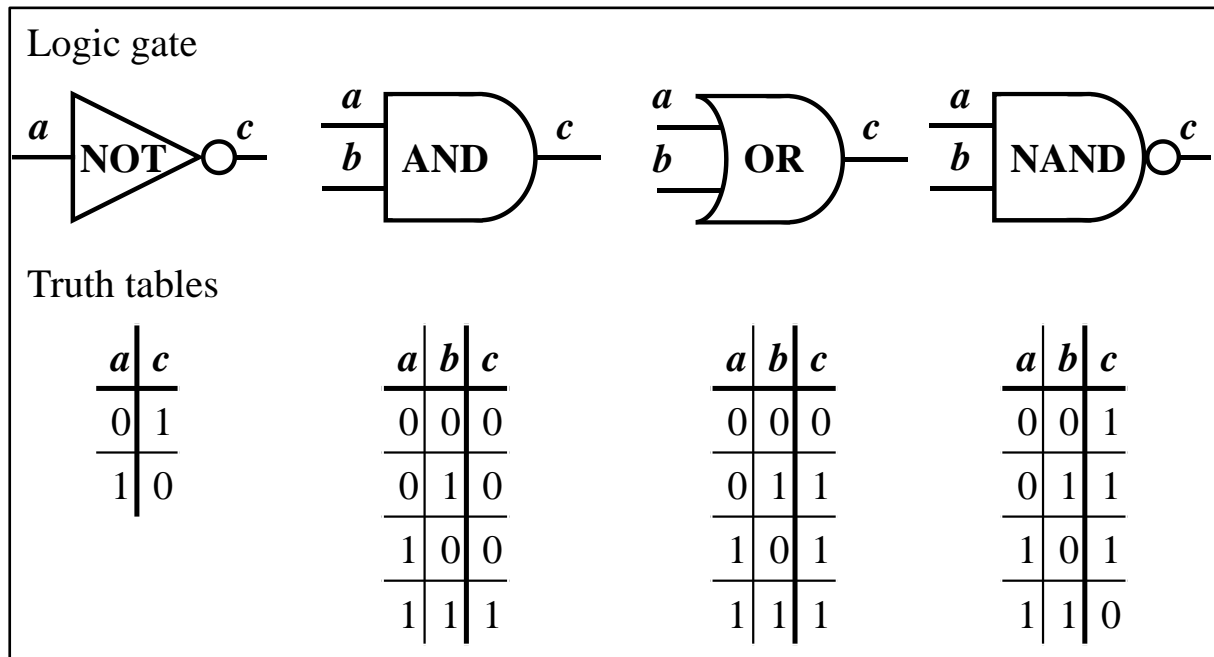 Logic gate
a NOT c a b AND c a b OR c a b NAND c
Truth tables
a c a b c a b c a b c
0 1 0 0 0 0 0 0 0 0 1
1 0 0 1 0 0 1 1 0 1 1
1 0 0 1 0 1 1 0 1
1 1 1 1 1 1 1 1 0